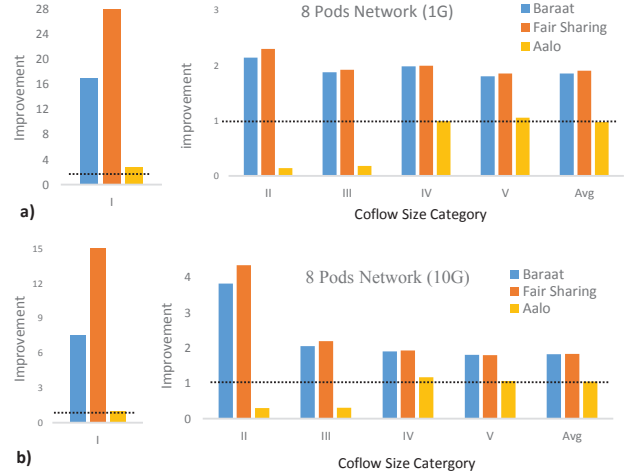 8 Pods Network (1G)
Baraat
Fair Sharing
Aalo
Improvement
28
24
20
16
12
8
4
0
I
improvement
3
2
1
0
II
III
IV
V
Avg
Coflow Size Category
a)
8 Pods Network (10G)
Baraat
Fair Sharing
Aalo
Improvement
15
12
9
6
3
0
I
Improvement
4
3
2
1
0
II
III
IV
V
Avg
Coflow Size Catergory
b)